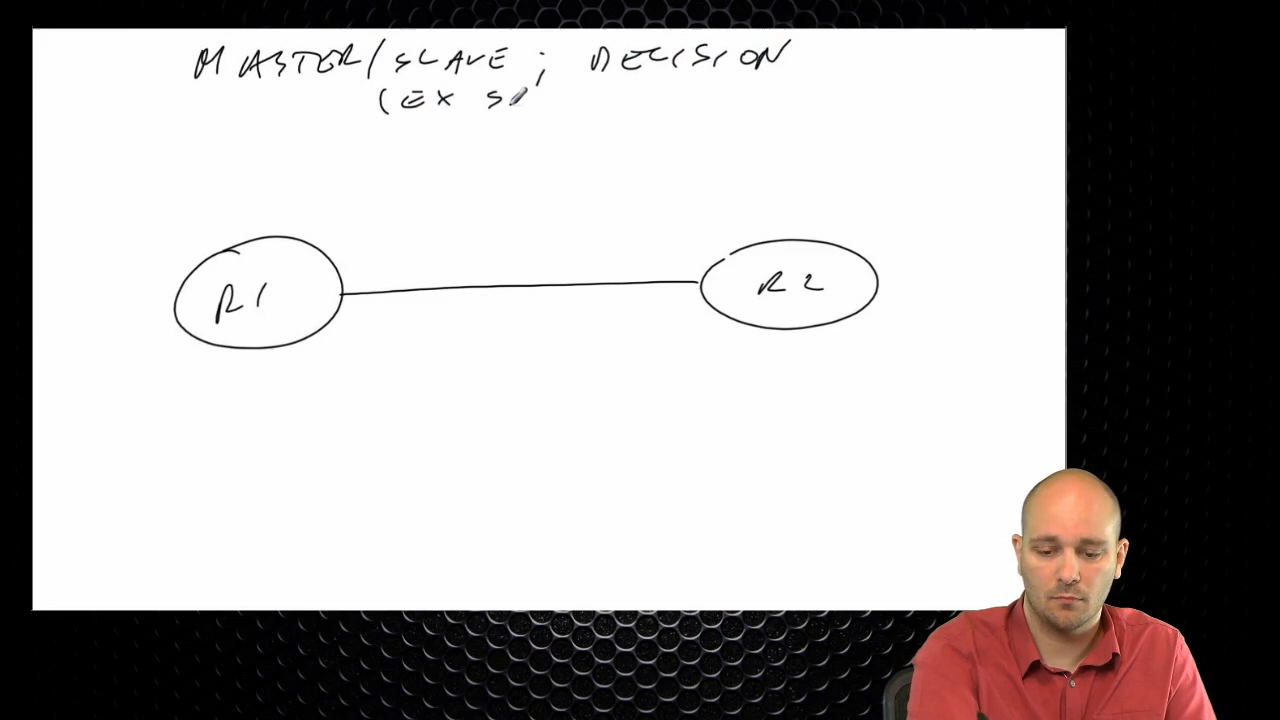 MASTER/SLAVE ; DECISION
(EX S
R1
R2